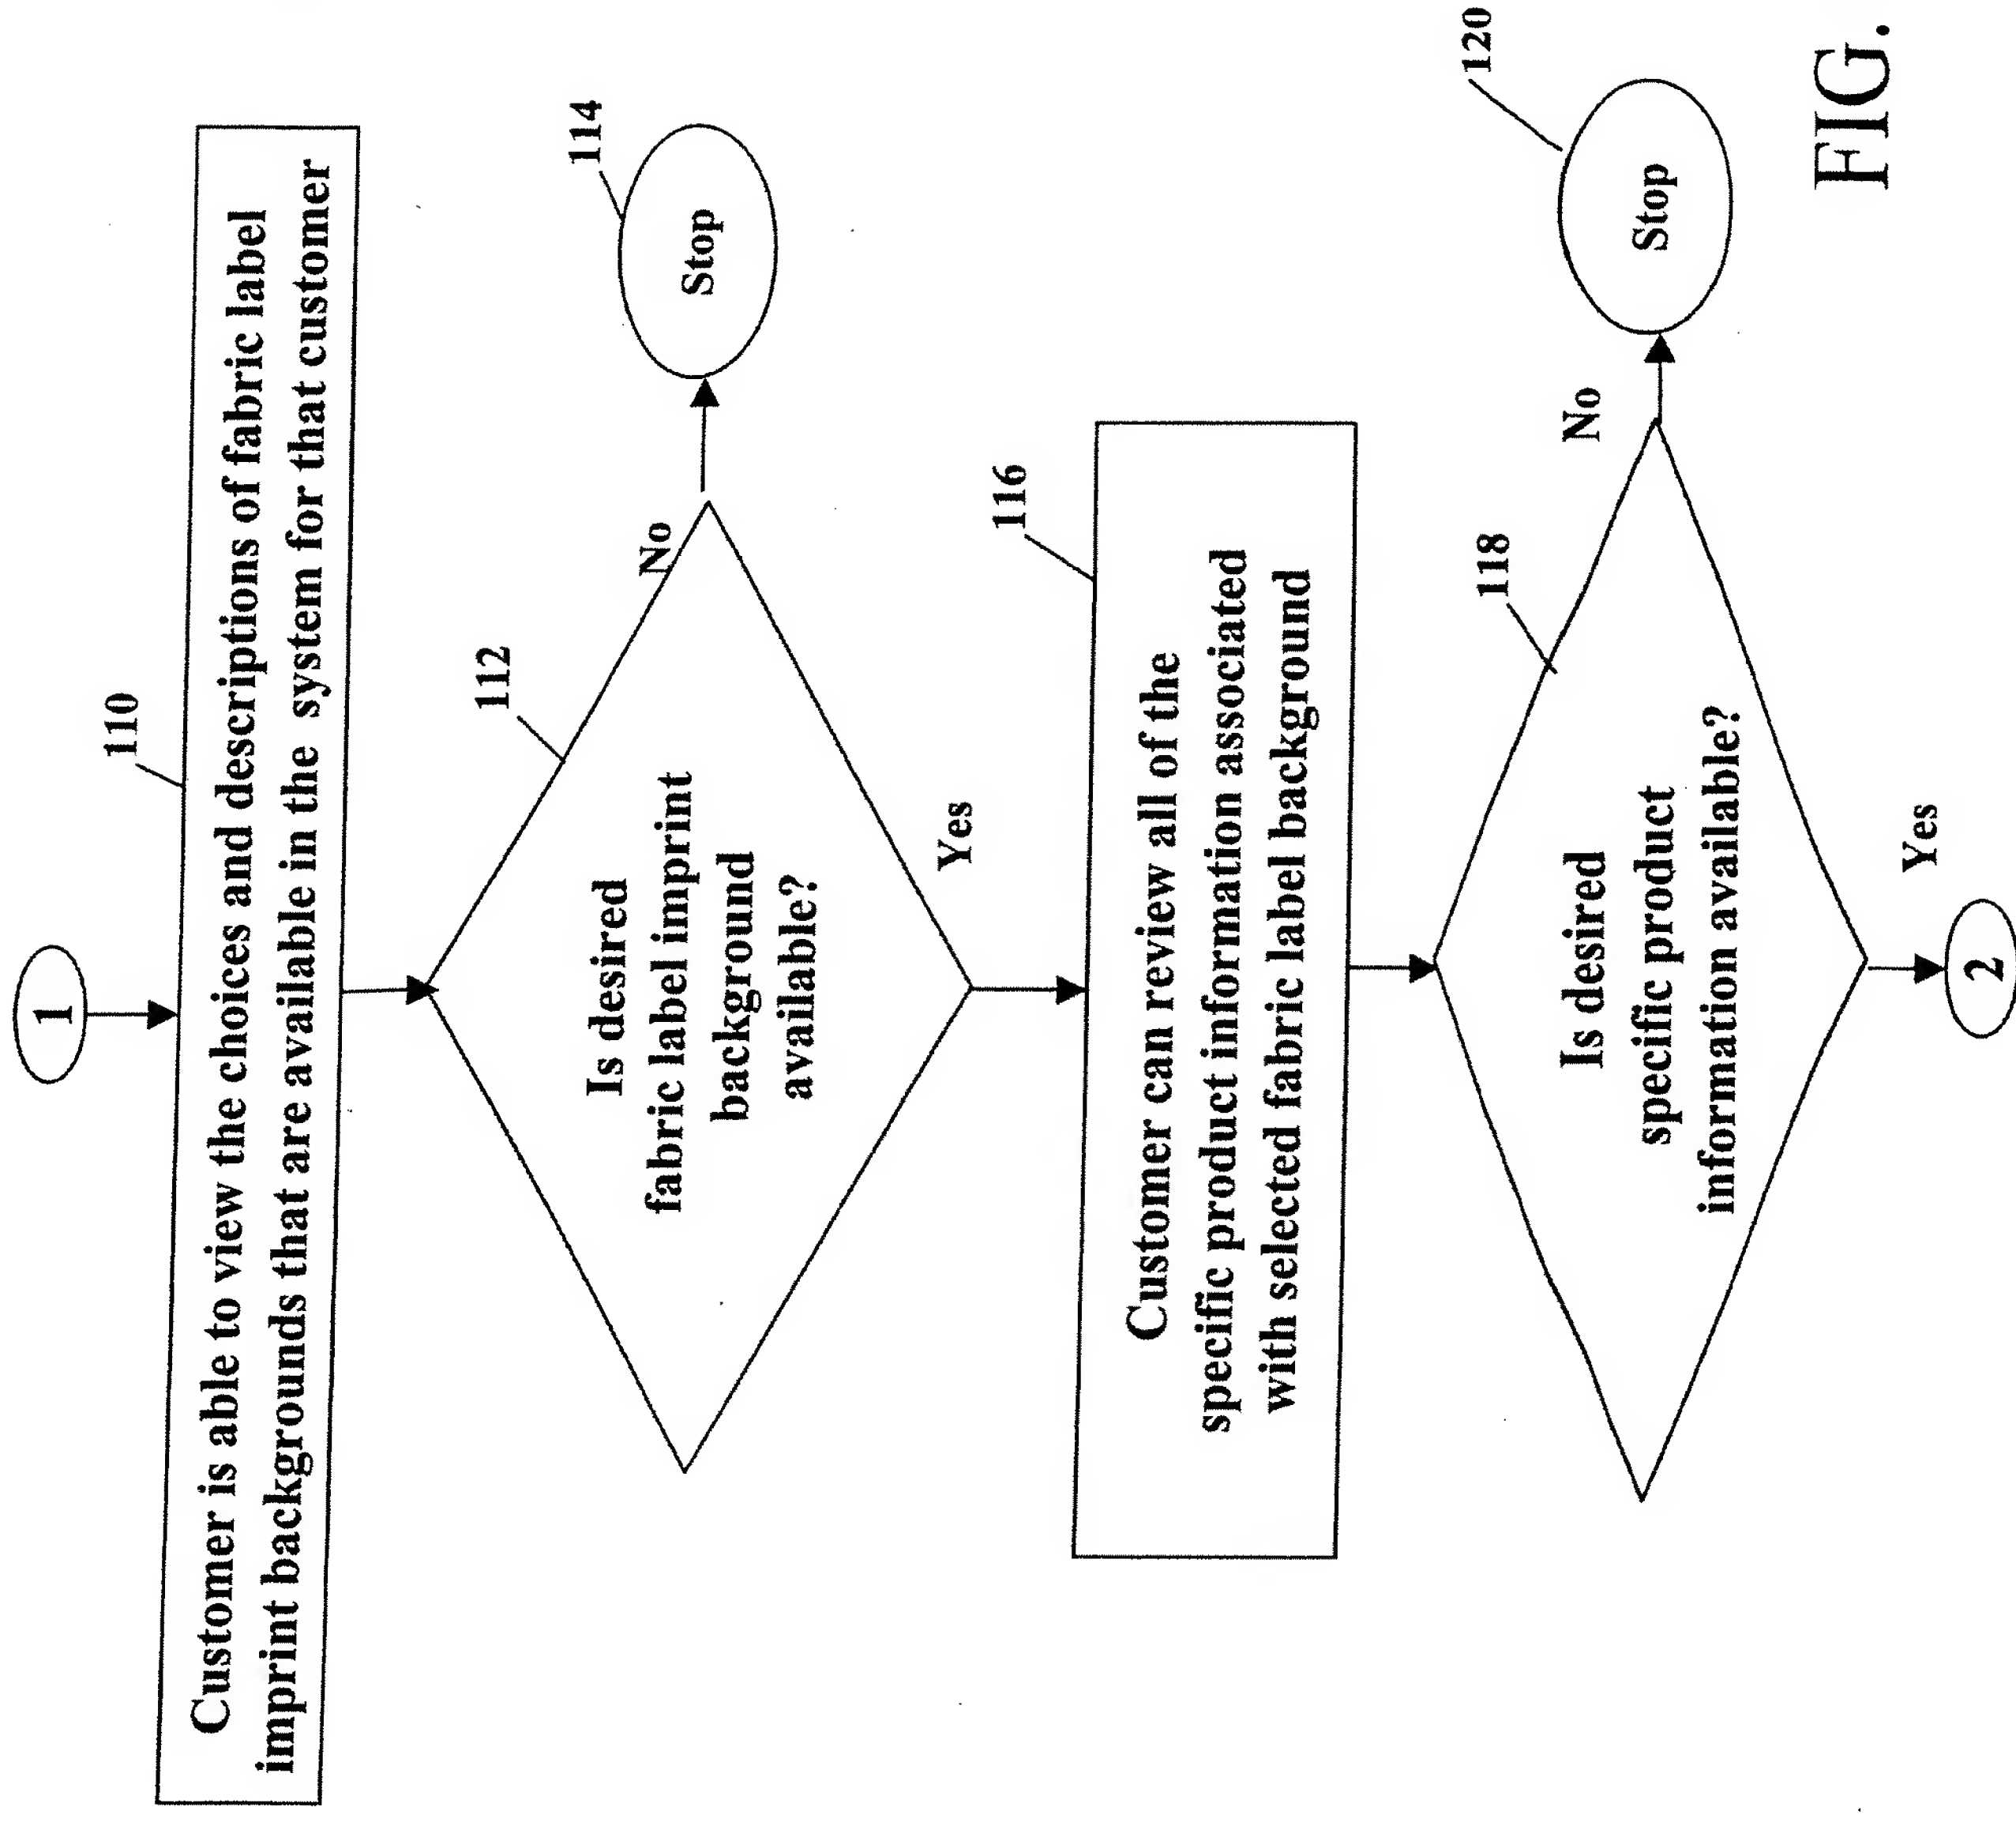 1
110
Customer is able to view the choices and descriptions of fabric label
imprint backgrounds that are available in the system for that customer
112
Is desired
fabric label imprint
background
available?
No
114
Stop
Yes
116
Customer can review all of the
specific product information associated
with selected fabric label background
118
Is desired
specific product
information available?
No
120
Stop
Yes
2
FIG.